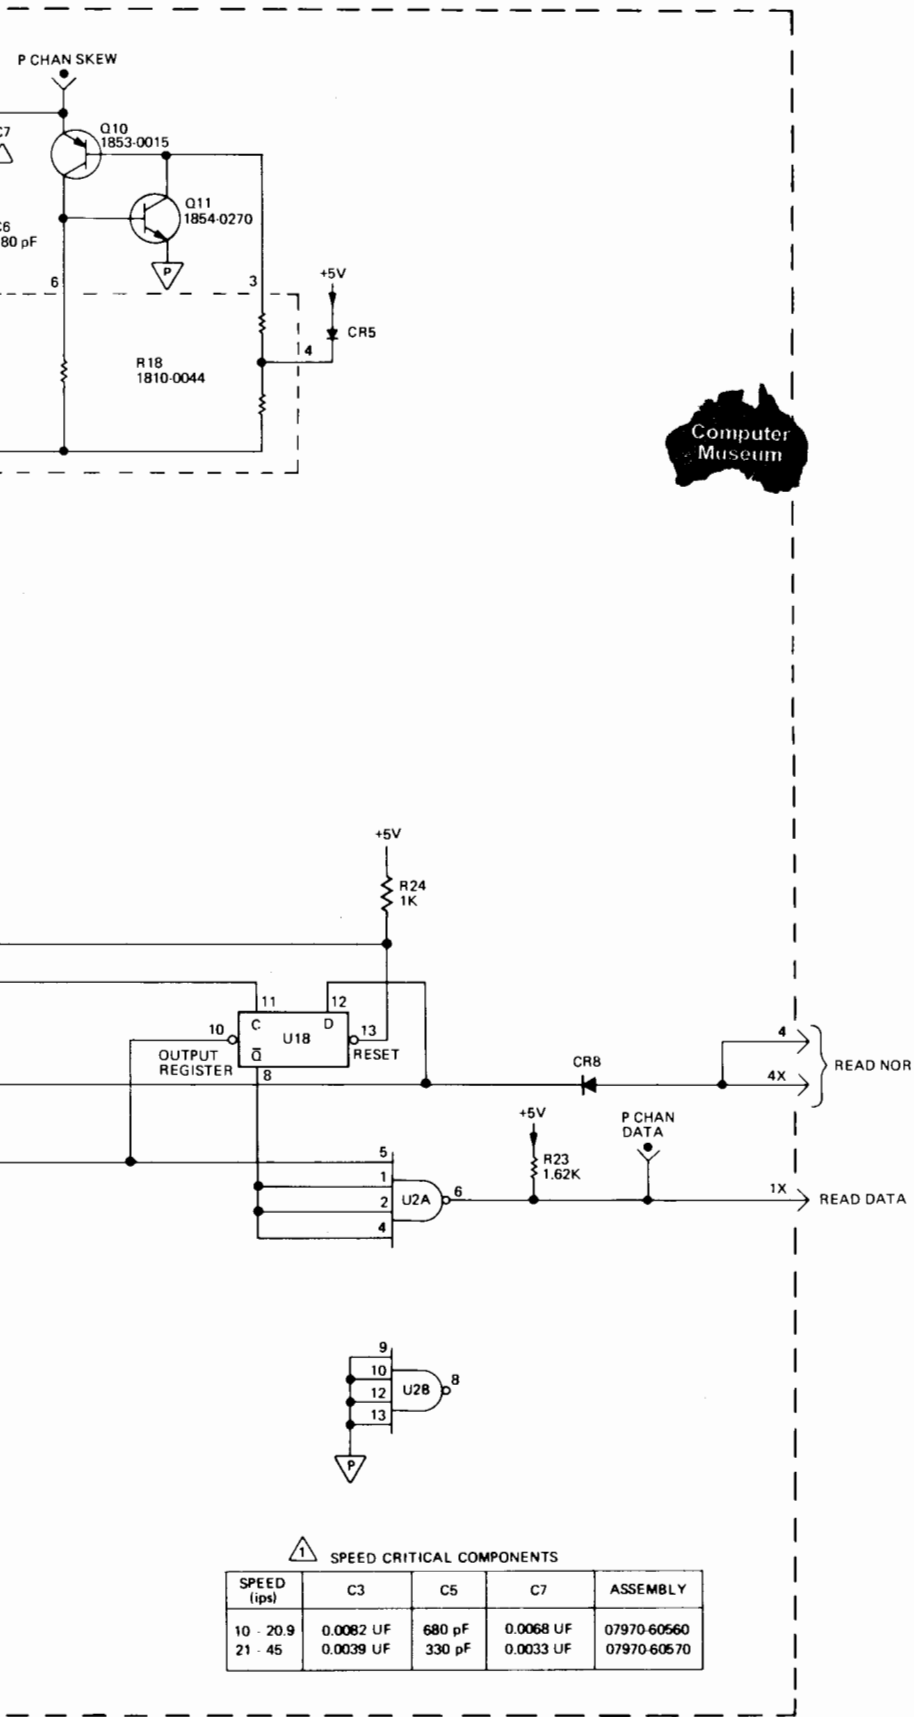 P CHAN SKEW
Q10
1853-0015
C7
Q11
1854-0270
80 pF
P
6
3
+5V
CR5
4
R18
1810-0044
Computer
Museum
+5V
R24
1K
11
12
10
C
D
13
U18
Q̅
RESET
OUTPUT
REGISTER
8
4
READ NOR
CR8
4X
+5V
P CHAN
DATA
R23
1.62K
5
1
2
4
U2A
6
1X
READ DATA
9
10
12
13
U2B
8
P
1 SPEED CRITICAL COMPONENTS
SPEED (ips) C3 C5 C7 ASSEMBLY
10 - 20.9 0.0082 UF 680 pF 0.0068 UF 07970-60560
21 - 45 0.0039 UF 330 pF 0.0033 UF 07970-60570